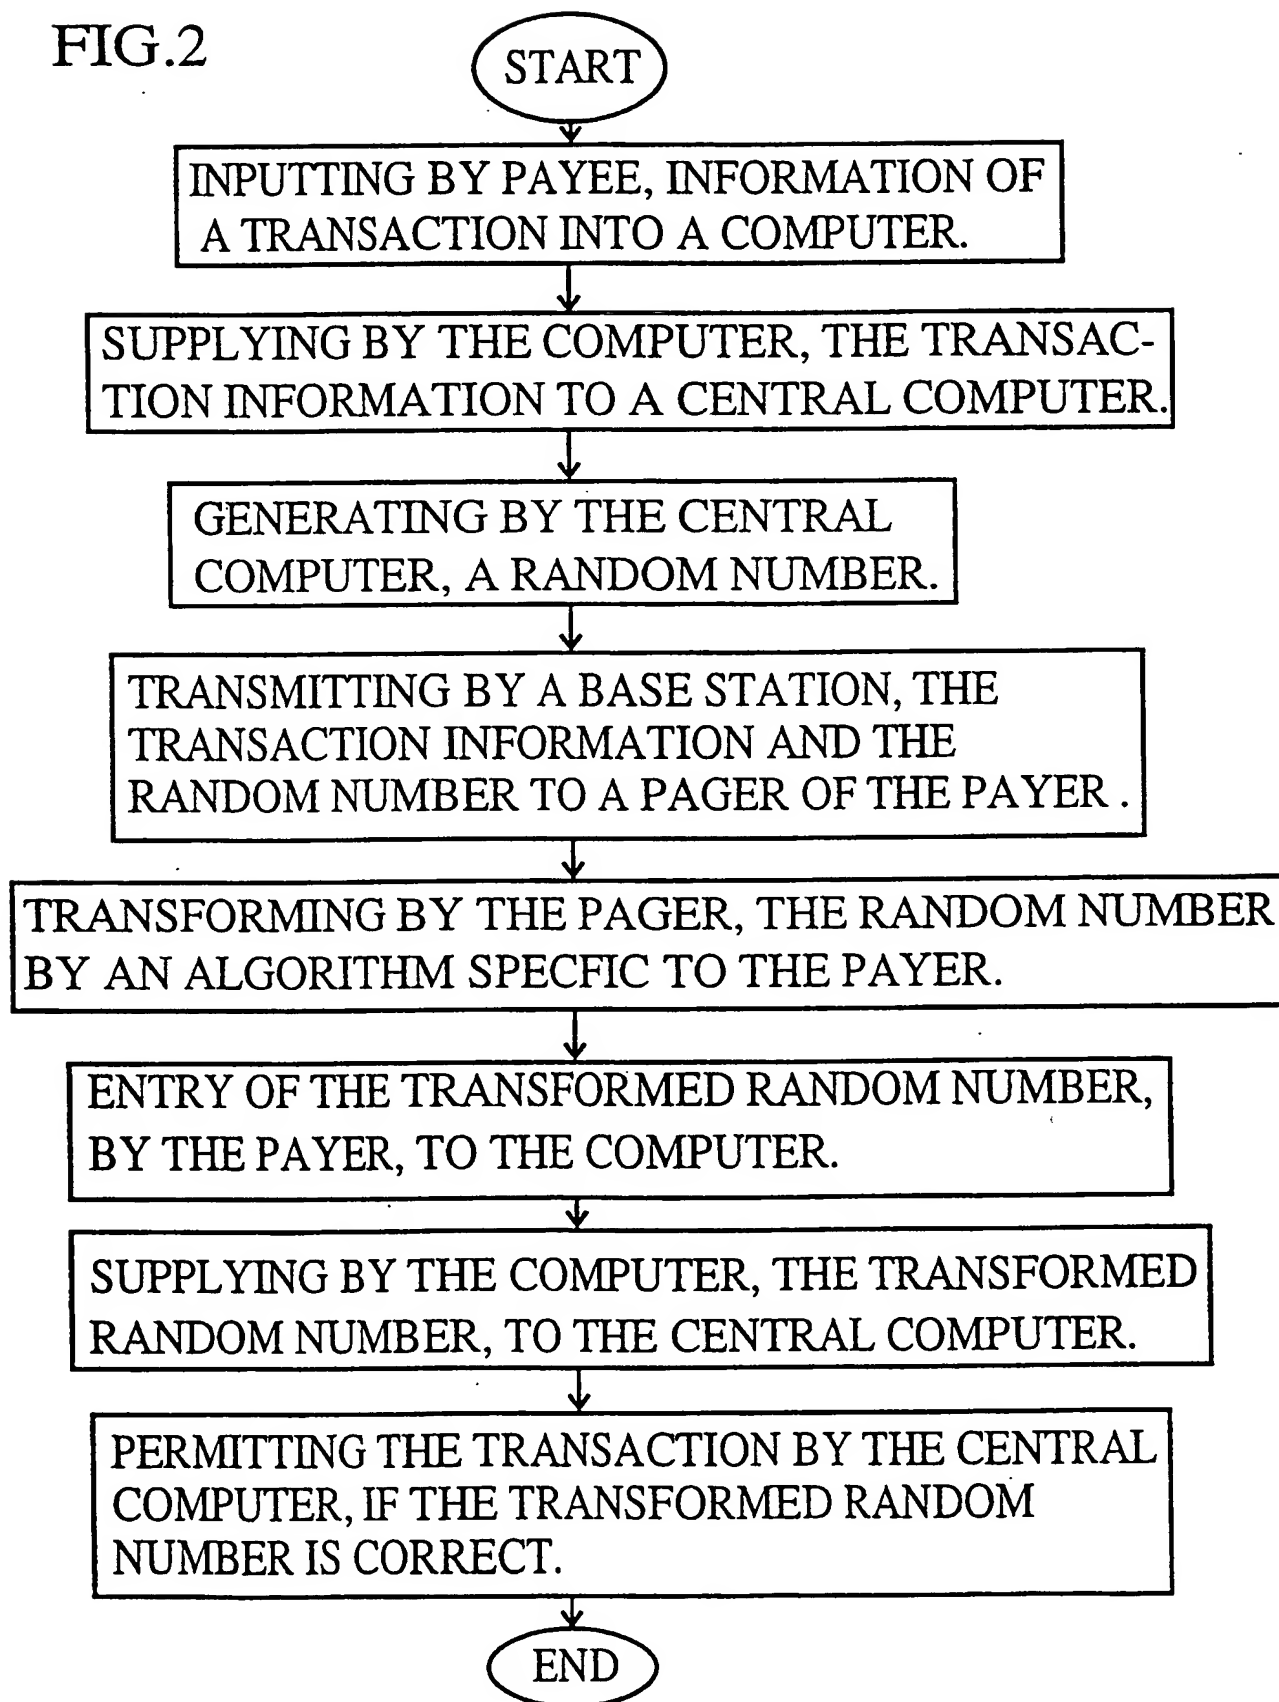 FIG.2
START
INPUTTING BY PAYEE, INFORMATION OF
A TRANSACTION INTO A COMPUTER.
SUPPLYING BY THE COMPUTER, THE TRANSAC-
TION INFORMATION TO A CENTRAL COMPUTER.
GENERATING BY THE CENTRAL
COMPUTER, A RANDOM NUMBER.
TRANSMITTING BY A BASE STATION, THE
TRANSACTION INFORMATION AND THE
RANDOM NUMBER TO A PAGER OF THE PAYER .
TRANSFORMING BY THE PAGER, THE RANDOM NUMBER
BY AN ALGORITHM SPECFIC TO THE PAYER.
ENTRY OF THE TRANSFORMED RANDOM NUMBER,
BY THE PAYER, TO THE COMPUTER.
SUPPLYING BY THE COMPUTER, THE TRANSFORMED
RANDOM NUMBER, TO THE CENTRAL COMPUTER.
PERMITTING THE TRANSACTION BY THE CENTRAL
COMPUTER, IF THE TRANSFORMED RANDOM
NUMBER IS CORRECT.
END